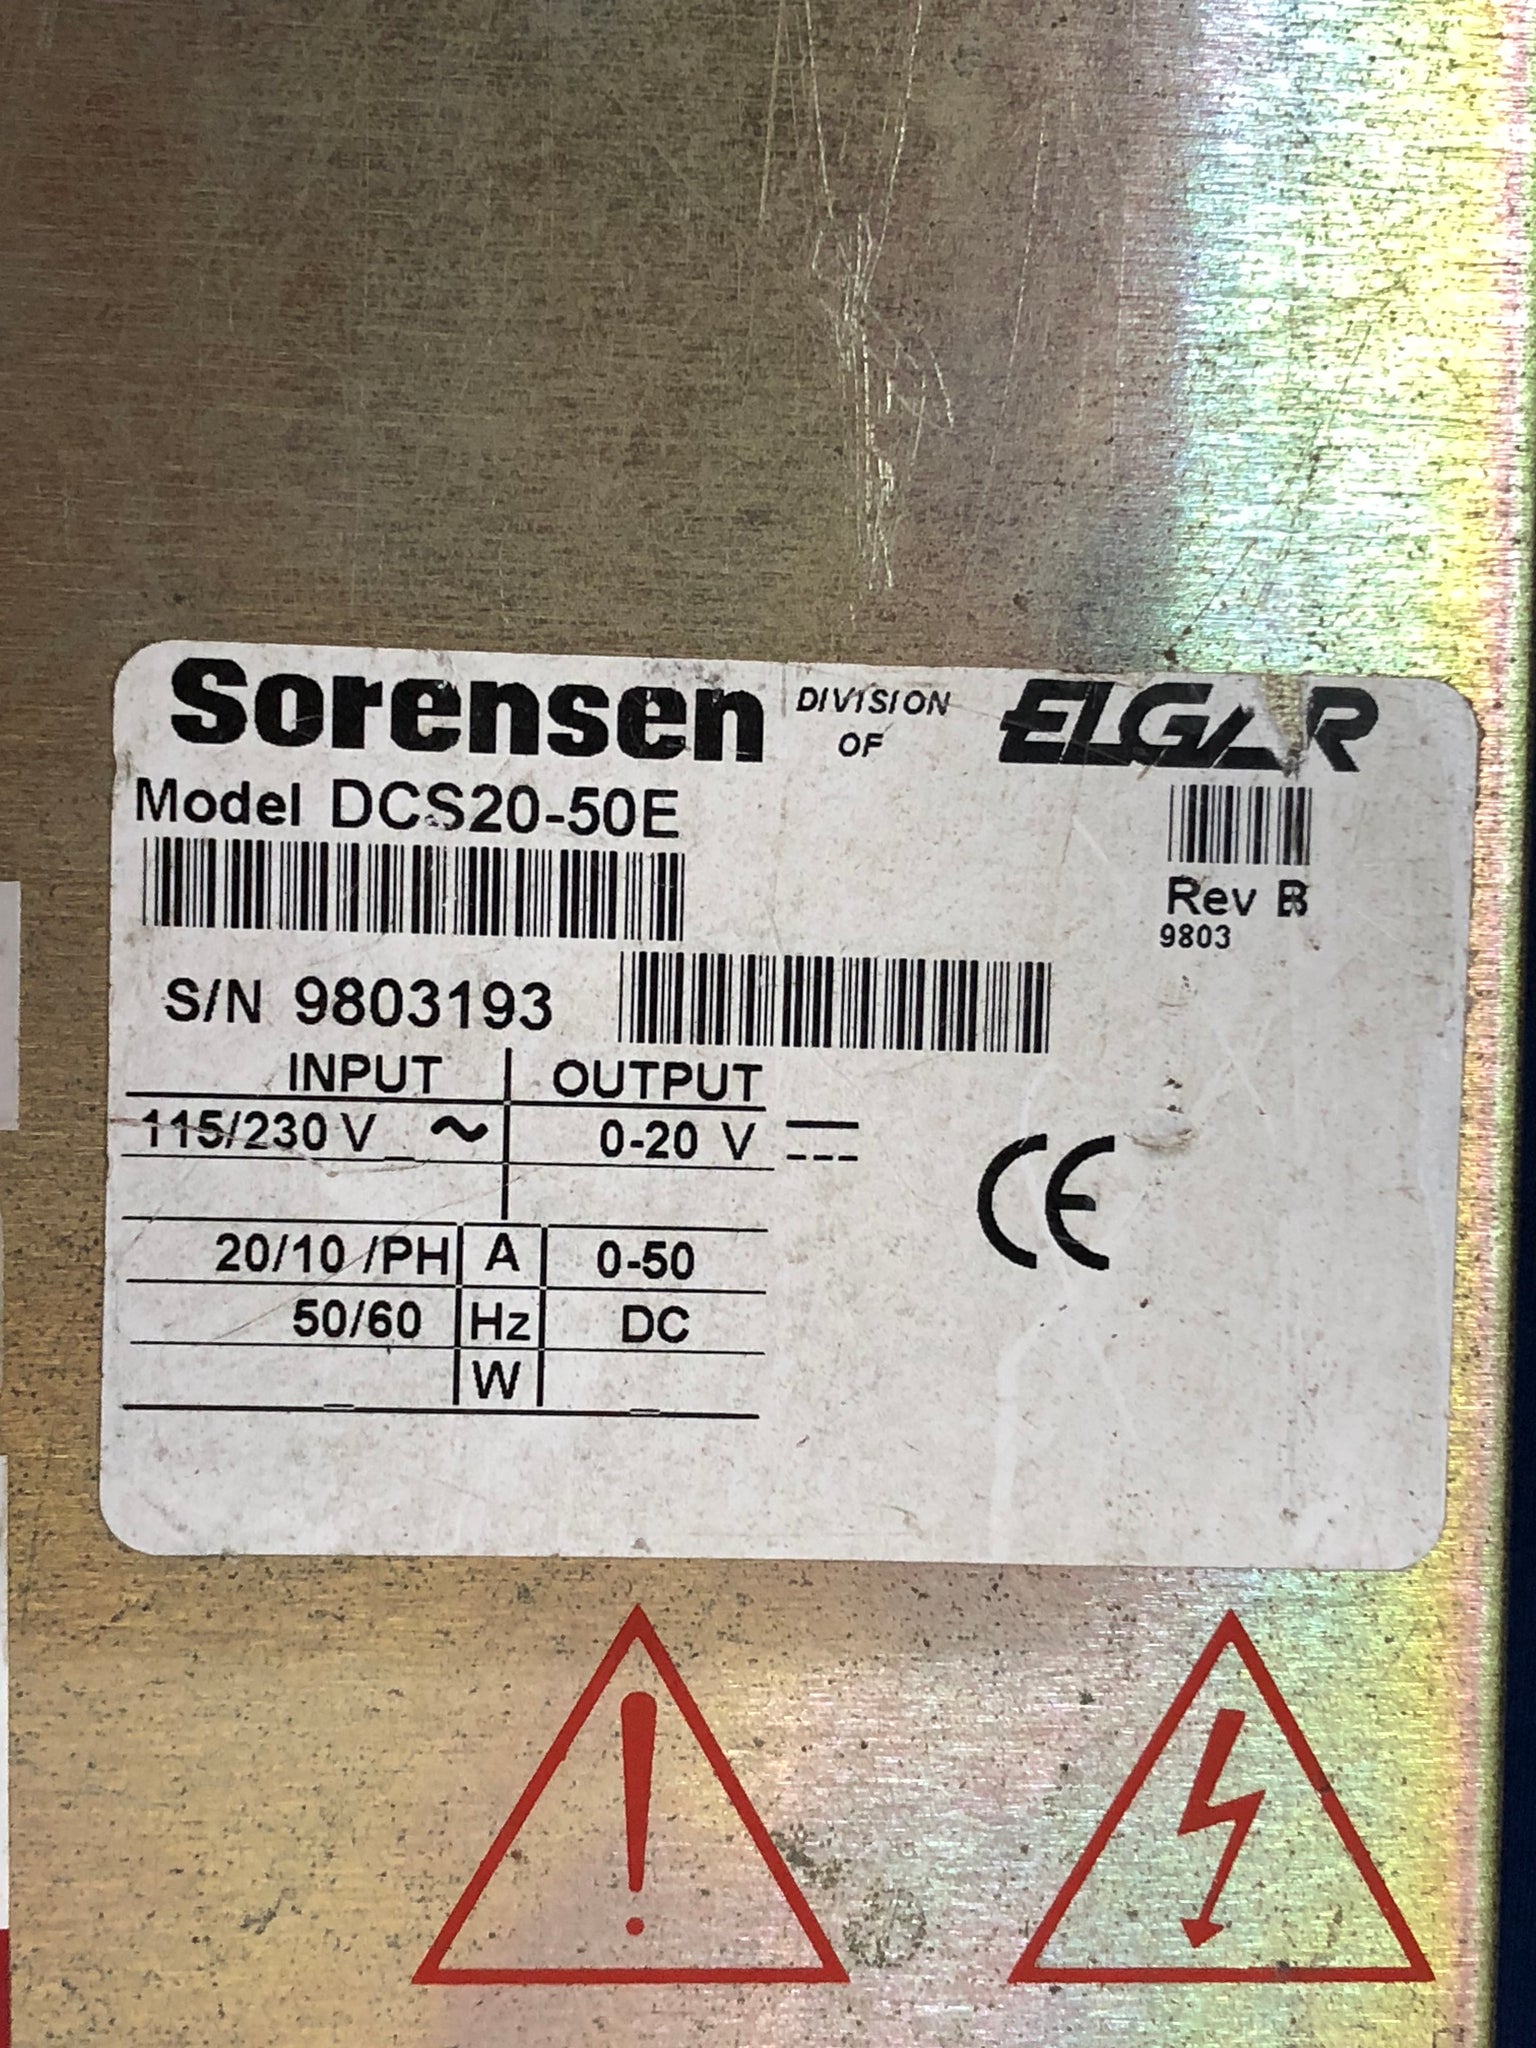 Sorensen DIVISION OF ELGAR
Model DCS20-50E
Rev B
9803
S/N 9803193
INPUT OUTPUT
115/230 V ~ 0-20 V
20/10 /PH A 0-50
50/60 Hz DC
W
CE